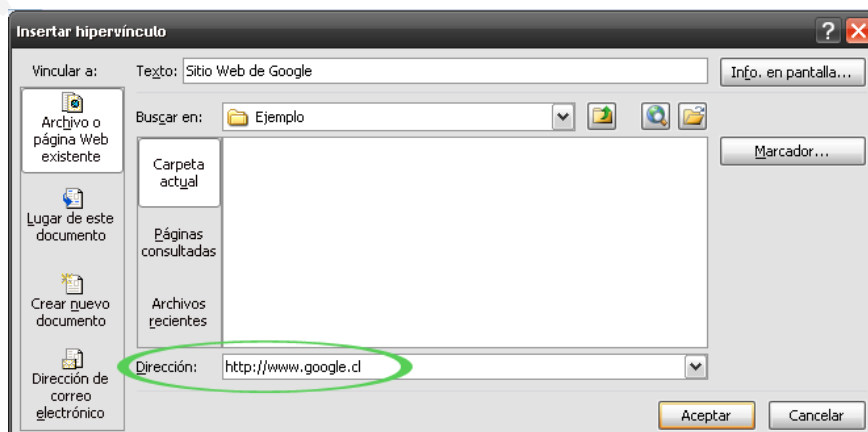 Insertar hipervínculo
Vincular a:
Texto: Sitio Web de Google
Info. en pantalla...
Archivo o
página Web
existente
Buscar en: Ejemplo
Marcador...
Carpeta
actual
Lugar de este
documento
Páginas
consultadas
Crear nuevo
documento
Archivos
recientes
Dirección: http://www.google.cl
Dirección de
correo
electrónico
Aceptar
Cancelar